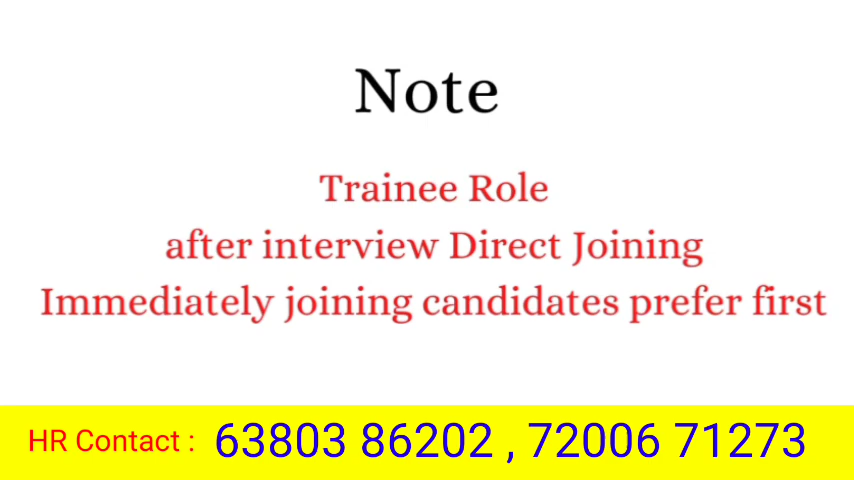 Note
Trainee Role
after interview Direct Joining
Immediately joining candidates prefer first
HR Contact : 63803 86202 , 72006 71273